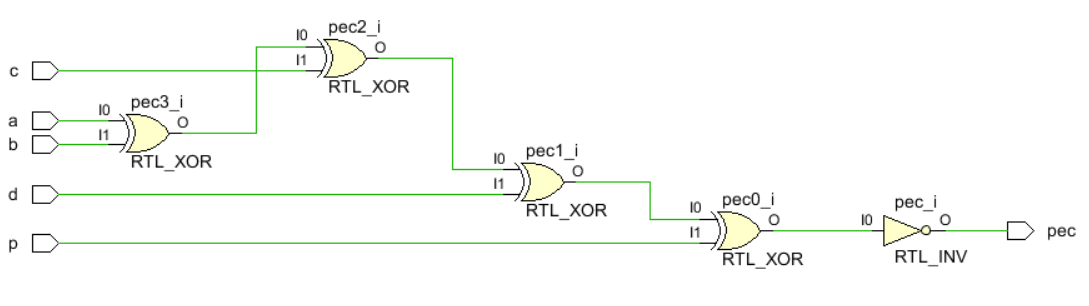 pec2_i
I0
O
I1
c
RTL_XOR
pec3_i
a
I0
O
b
I1
RTL_XOR
pec1_i
I0
O
I1
d
RTL_XOR
pec0_i
I0
O
I1
p
RTL_XOR
pec_i
I0
O
pec
RTL_INV